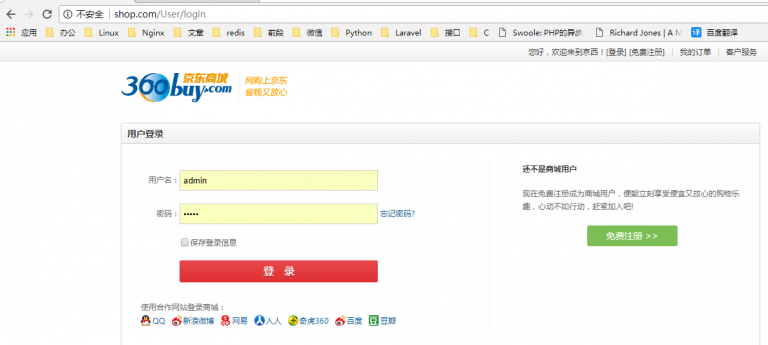 不安全 | shop.com/User/login
应用 办公 Linux Nginx 文章 redis 前段 微信 Python Laravel 接口 C Swoole: PHP的异步 Richard Jones | A M 译 百度翻译
您好，欢迎来到京西！[登录] [免费注册] | 我的订单 | 客户服务
360buy.com 京东商城
网购上京东
省钱又放心
用户登录
还不是商城用户
用户名： admin
现在免费注册成为商城用户，便能立刻享受便宜又放心的购物乐
趣，心动不如行动，赶紧加入吧!
密码： ••••• 忘记密码?
免费注册 >>
保存登录信息
登 录
使用合作网站登录商城：
QQ 新浪微博 网易 人人 奇虎360 百度 豆瓣